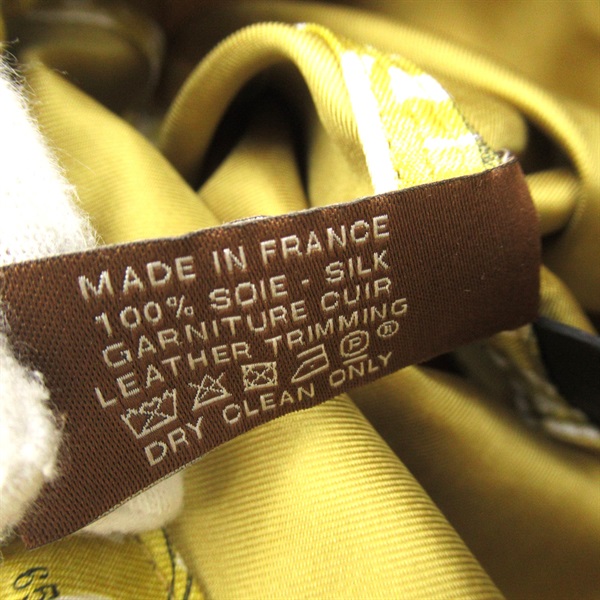 MADE IN FRANCE
100% SOIE - SILK
GARNITURE CUIR
LEATHER TRIMMING
P ®
DRY CLEAN ONLY